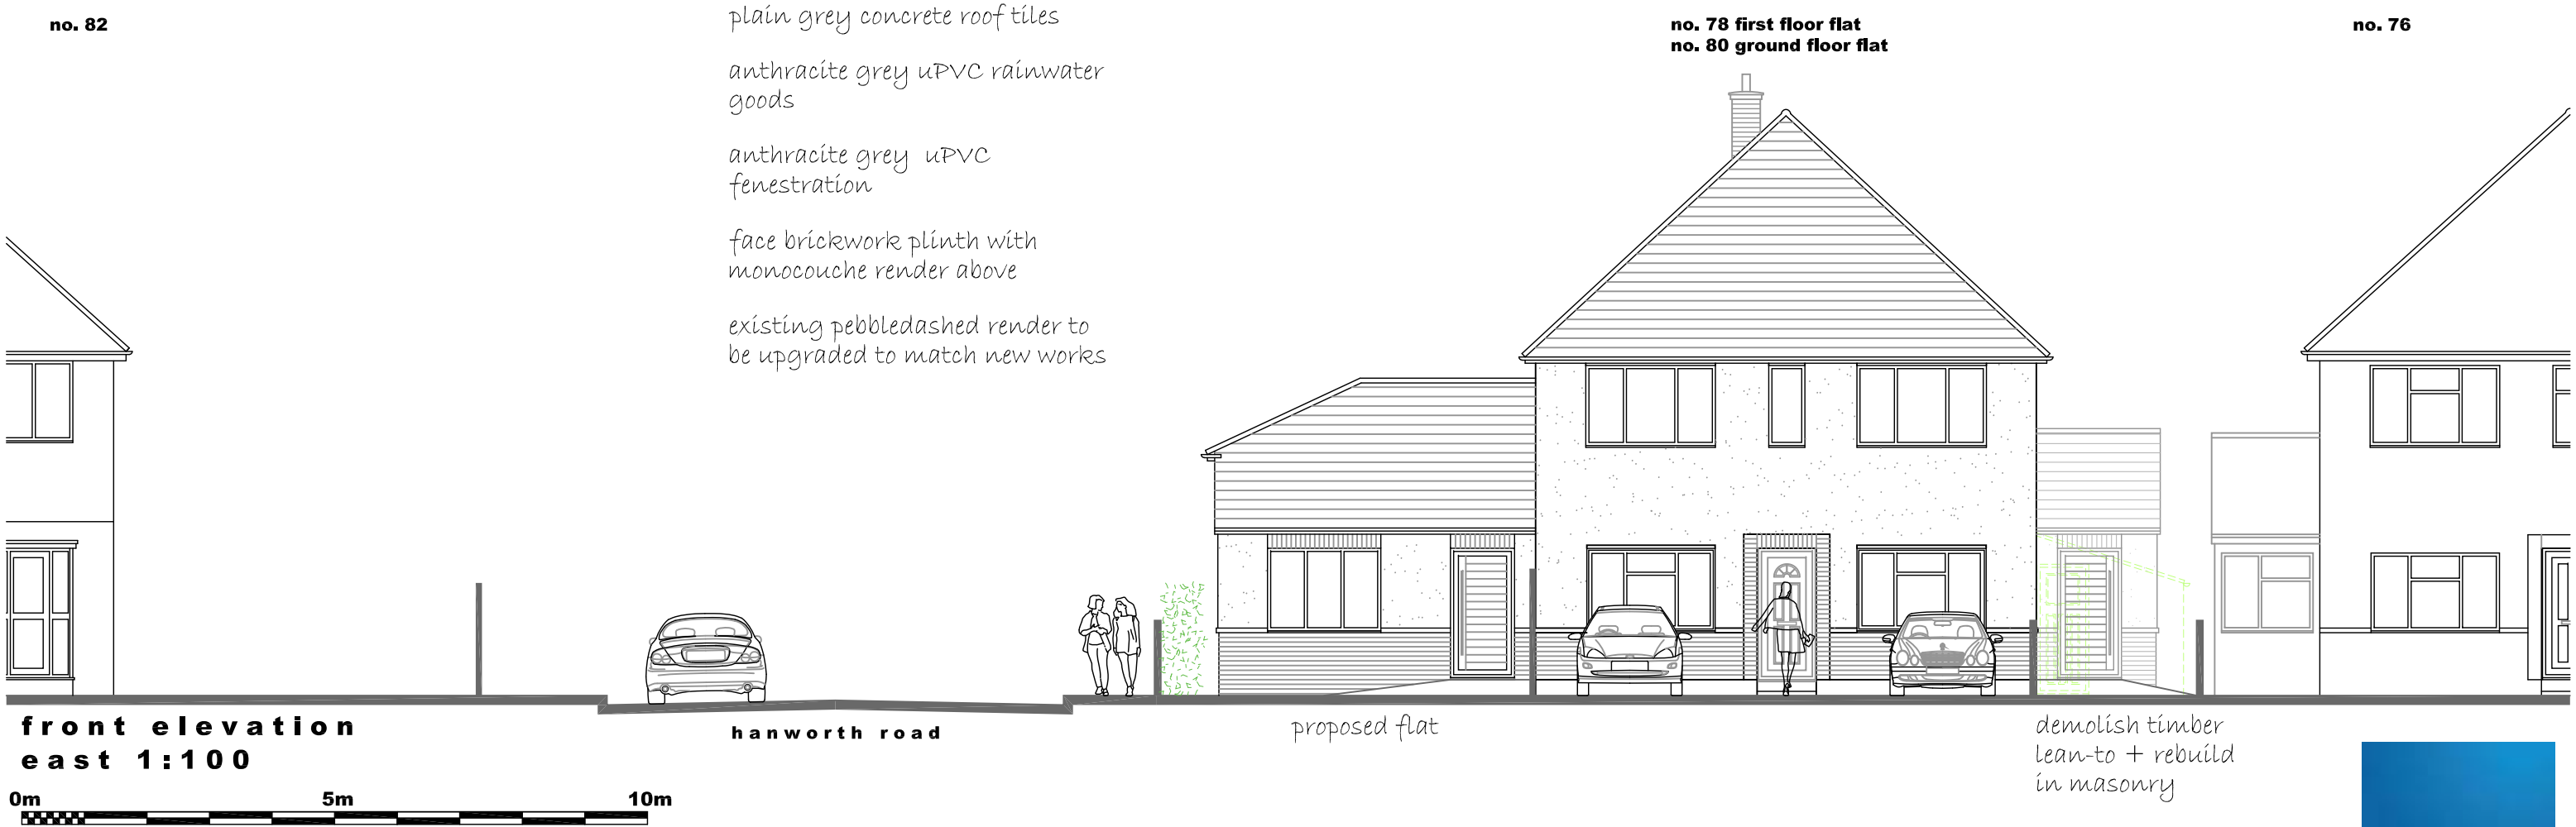 no. 82
plain grey concrete roof tiles
anthracite grey uPVC rainwater
goods
anthracite grey uPVC
fenestration
face brickwork plinth with
monocouche render above
existing pebbledashed render to
be upgraded to match new works
no. 78 first floor flat
no. 80 ground floor flat
no. 76
front elevation
east 1:100
hanworth road
proposed flat
demolish timber
lean-to + rebuild
in masonry
0m 5m 10m